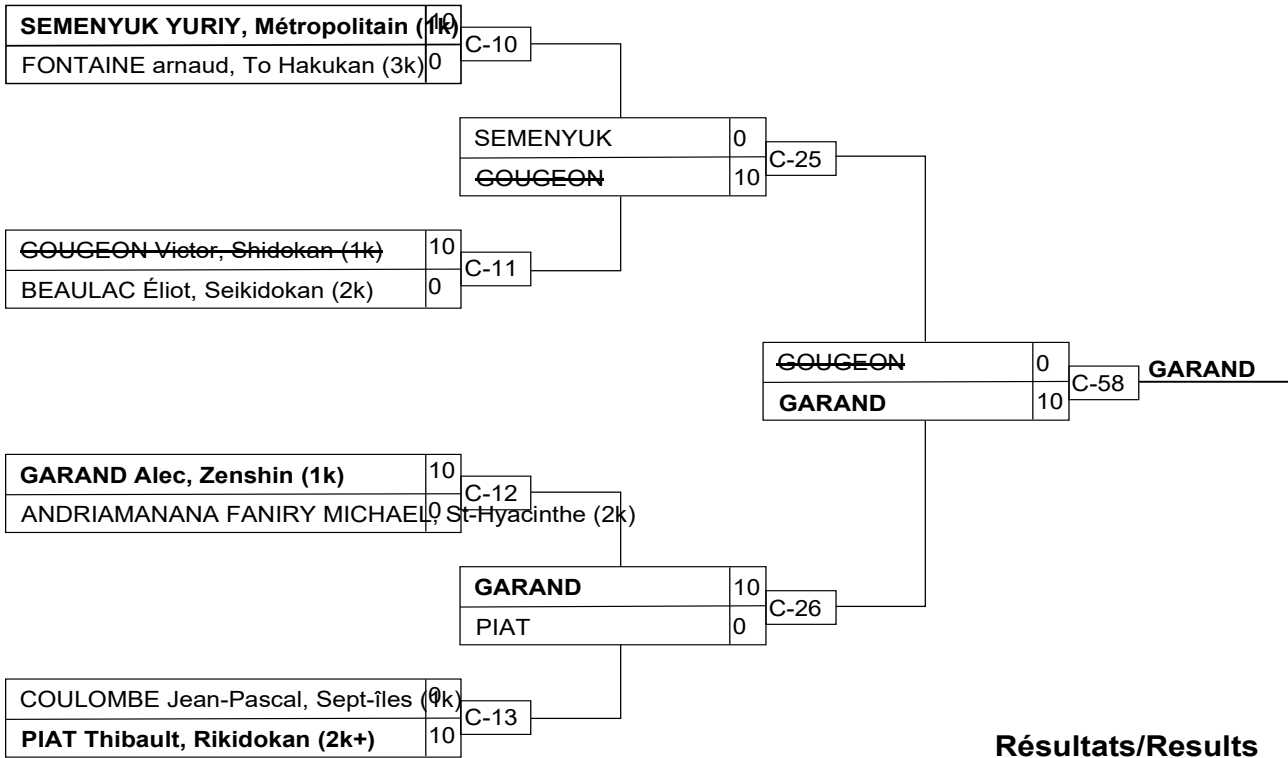 SEMENYUK YURIY, Métropolitain (1k) 10
C-10
FONTAINE arnaud, To Hakukan (3k) 0
SEMENYUK 0
C-25
GOUGEON 10
GOUGEON Victor, Shidokan (1k) 10
C-11
BEAULAC Éliot, Seikidokan (2k) 0
GOUGEON 0
C-58 GARAND
GARAND 10
GARAND Alec, Zenshin (1k) 10
C-12
ANDRIAMANANA FANIRY MICHAEL, St-Hyacinthe (2k) 0
GARAND 10
C-26
PIAT 0
COULOMBE Jean-Pascal, Sept-îles (1k) 0
C-13
PIAT Thibault, Rikidokan (2k+) 10
Résultats/Results